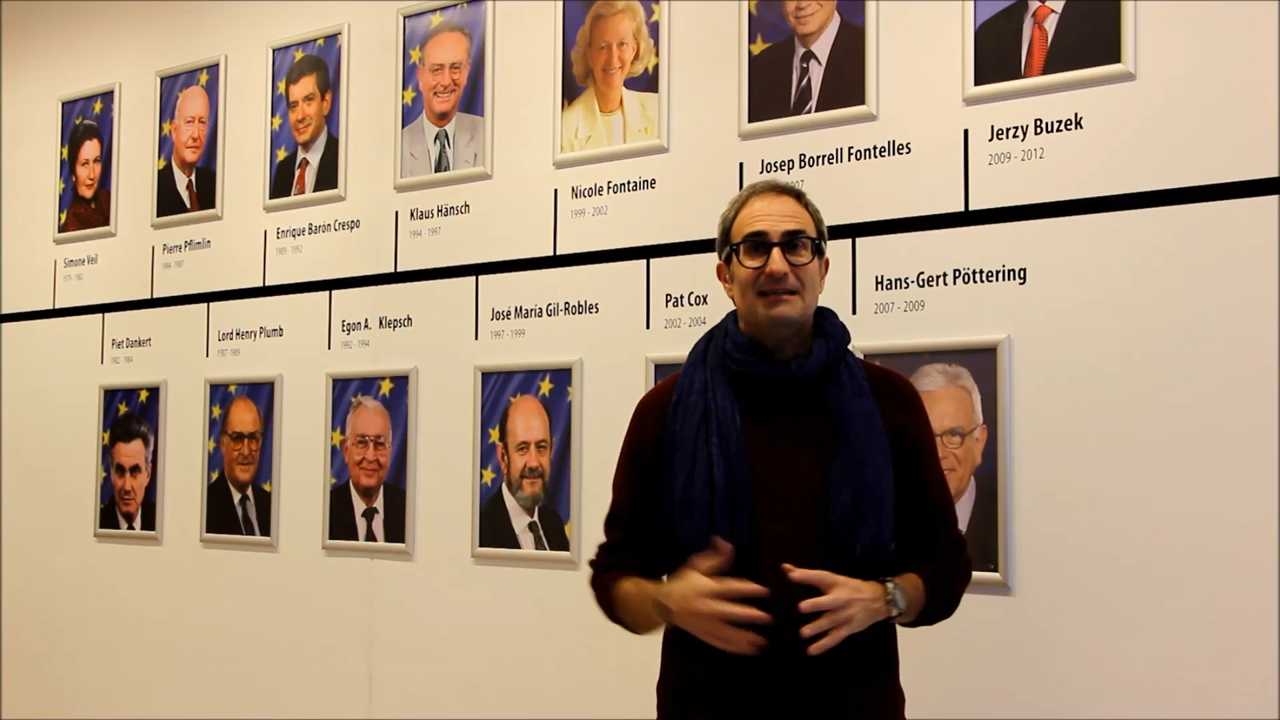 Simone Veil
1979 - 1982
Pierre Pflimlin
1984 - 1987
Enrique Barón Crespo
1989 - 1992
Klaus Hänsch
1994 - 1997
Nicole Fontaine
1999 - 2002
Josep Borrell Fontelles
007
Jerzy Buzek
2009 - 2012
Piet Dankert
1982 - 1984
Lord Henry Plumb
1987-1989
Egon A. Klepsch
1992 - 1994
José María Gil-Robles
1997 - 1999
Pat Cox
2002 - 2004
Hans-Gert Pöttering
2007 - 2009